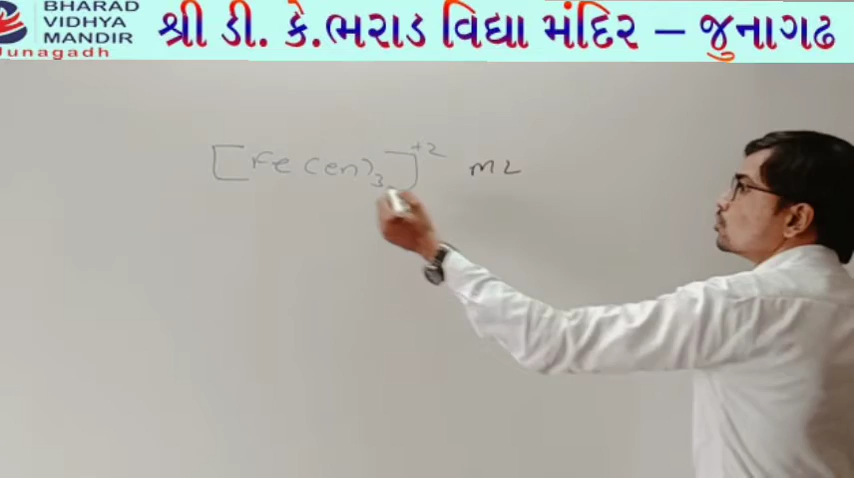 BHARAD
VIDHYA
MANDIR
Junagadh
શ્રી ડી. કે.ભરાડ વિદ્યા મંદિર – જુનાગઢ
[Fe(en)3]+2 m2